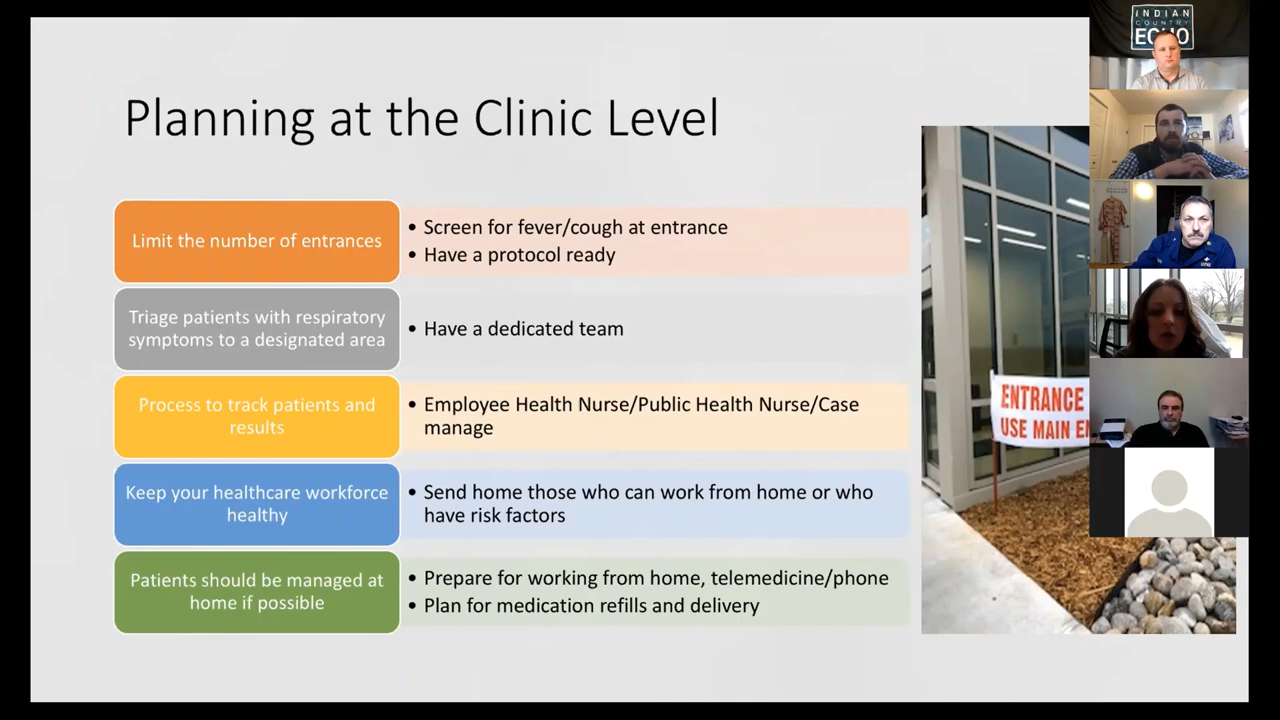 Planning at the Clinic Level
Limit the number of entrances
• Screen for fever/cough at entrance
• Have a protocol ready
Triage patients with respiratory
symptoms to a designated area
• Have a dedicated team
Process to track patients and
results
• Employee Health Nurse/Public Health Nurse/Case
manage
Keep your healthcare workforce
healthy
• Send home those who can work from home or who
have risk factors
Patients should be managed at
home if possible
• Prepare for working from home, telemedicine/phone
• Plan for medication refills and delivery
ENTRANCE
USE MAIN
INDIAN
COUNTRY
ECHO